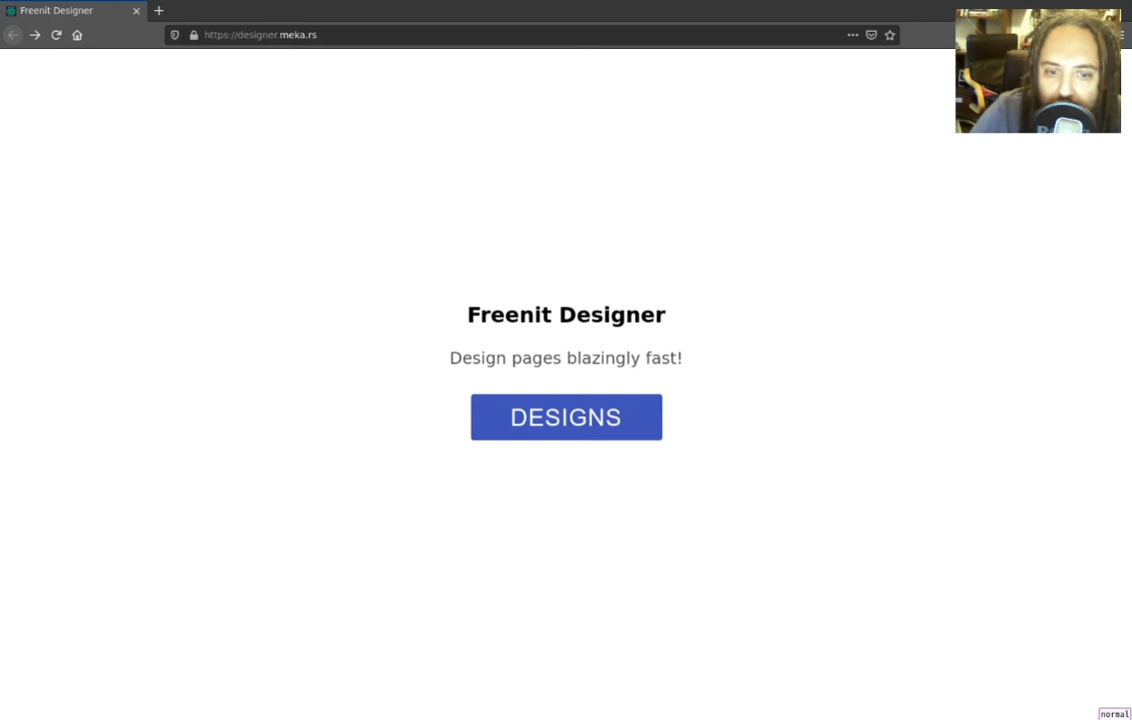 Freenit Designer
https://designer.meka.rs
Freenit Designer
Design pages blazingly fast!
DESIGNS
normal